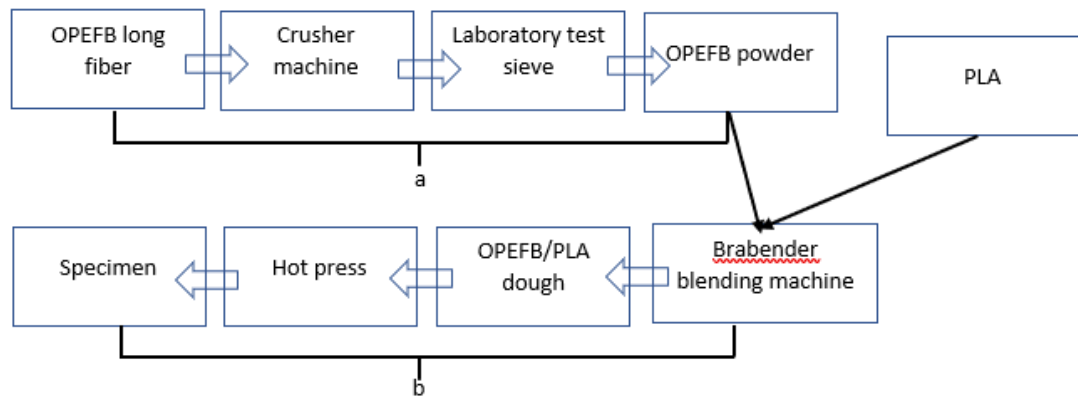 OPEFB long
fiber
Crusher
machine
Laboratory test
sieve
OPEFB powder
PLA
a
Specimen
Hot press
OPEFB/PLA
dough
Brabender
blending machine
b